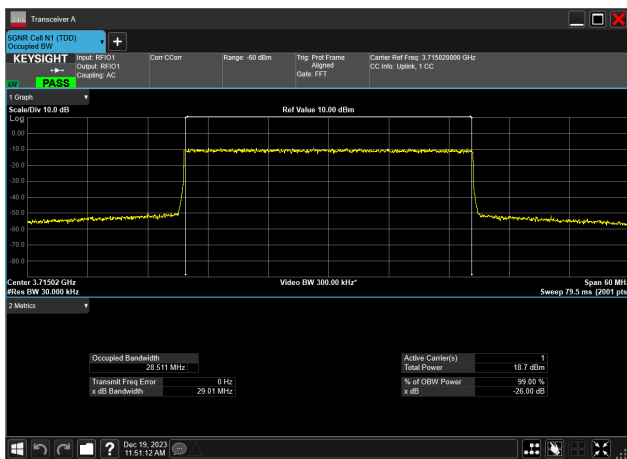 Transceiver A
5GNR Cell N1 (TDD)
Occupied BW
KEYSIGHT
PASS
Input: RFIO1
Output: RFIO1
Coupling: AC
Corr CCorr
Range: -60 dBm
Trig: Prot Frame
Aligned
Gate: FFT
Carrier Ref Freq: 3.715020000 GHz
CC Info: Uplink, 1 CC
1 Graph
Scale/Div 10.0 dB
Ref Value 10.00 dBm
Log
0.00
-10.0
-20.0
-30.0
-40.0
-50.0
-60.0
-70.0
-80.0
Center 3.71502 GHz
Video BW 300.00 kHz*
Span 60 MHz
#Res BW 30.000 kHz
Sweep 79.5 ms (2001 pts
2 Metrics
Occupied Bandwidth
28.511 MHz
Transmit Freq Error 0 Hz
x dB Bandwidth 29.01 MHz
Active Carrier(s) 1
Total Power 18.7 dBm
% of OBW Power 99.00 %
x dB -26.00 dB
Dec 19, 2023
11:51:12 AM